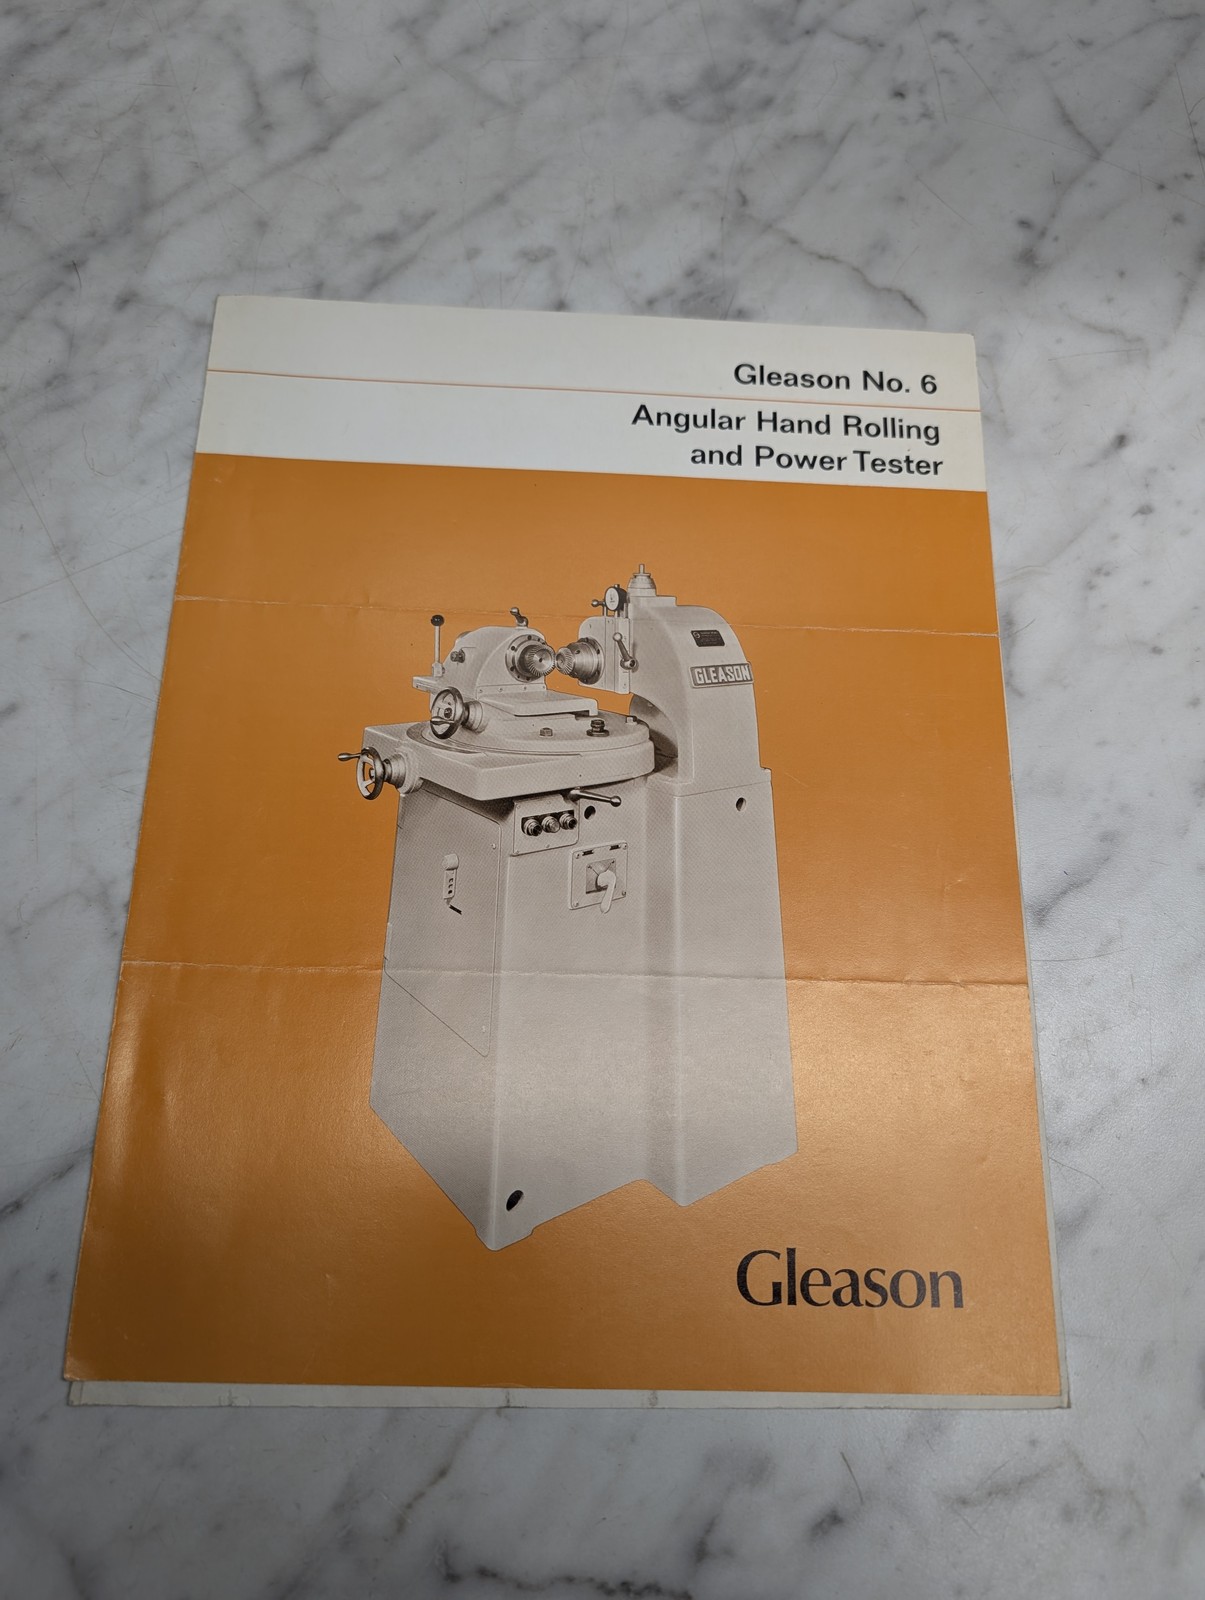 Gleason No. 6
Angular Hand Rolling
and Power Tester
GLEASON
Gleason